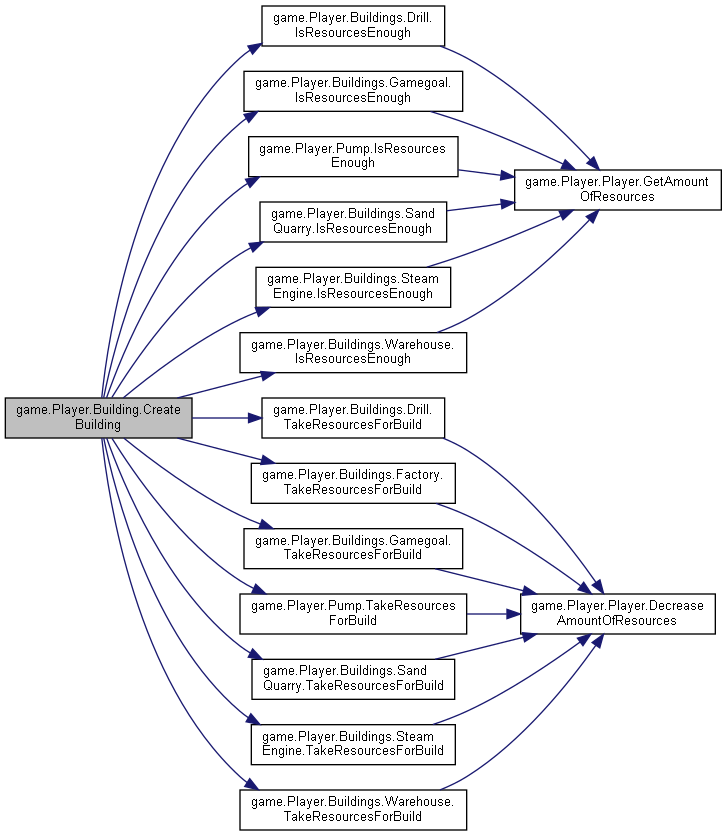 game.Player.Buildings.Drill.
IsResourcesEnough
game.Player.Buildings.Gamegoal.
IsResourcesEnough
game.Player.Pump.IsResources
Enough
game.Player.Player.GetAmount
OfResources
game.Player.Buildings.Sand
Quarry.IsResourcesEnough
game.Player.Buildings.Steam
Engine.IsResourcesEnough
game.Player.Buildings.Warehouse.
IsResourcesEnough
game.Player.Building.Create
Building
game.Player.Buildings.Drill.
TakeResourcesForBuild
game.Player.Buildings.Factory.
TakeResourcesForBuild
game.Player.Buildings.Gamegoal.
TakeResourcesForBuild
game.Player.Pump.TakeResources
ForBuild
game.Player.Player.Decrease
AmountOfResources
game.Player.Buildings.Sand
Quarry.TakeResourcesForBuild
game.Player.Buildings.Steam
Engine.TakeResourcesForBuild
game.Player.Buildings.Warehouse.
TakeResourcesForBuild